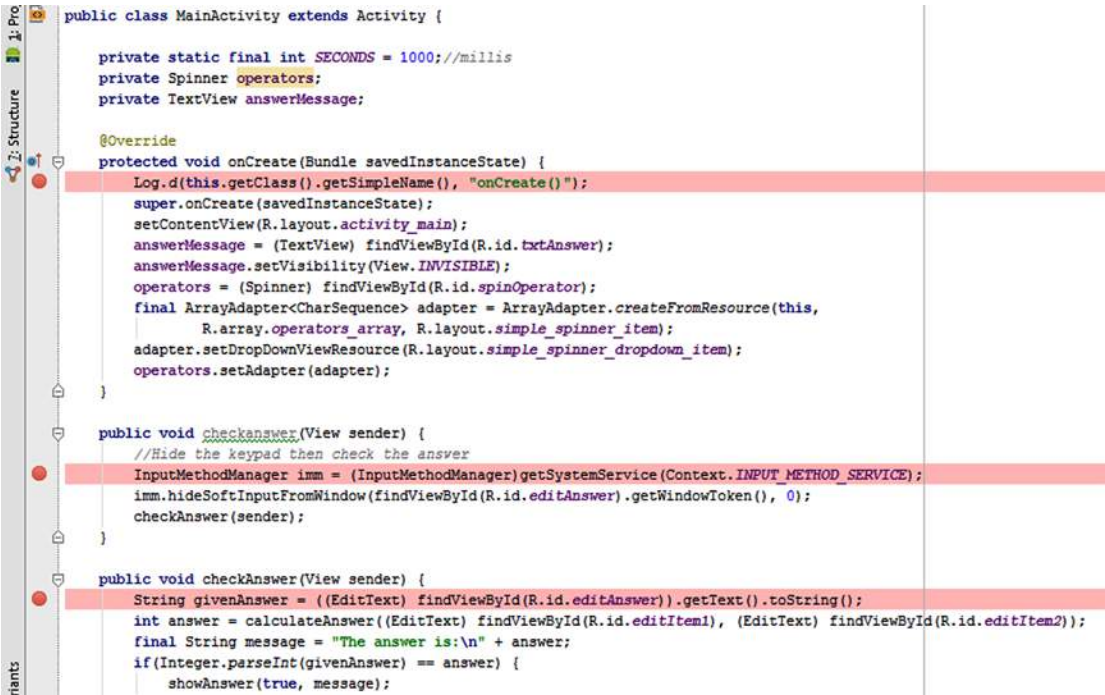 1: Pro
7: Structure
riants
public class MainActivity extends Activity {
private static final int SECONDS = 1000;//millis
private Spinner operators;
private TextView answerMessage;
@Override
protected void onCreate(Bundle savedInstanceState) {
Log.d(this.getClass().getSimpleName(), "onCreate()");
super.onCreate(savedInstanceState);
setContentView(R.layout.activity_main);
answerMessage = (TextView) findViewById(R.id.txtAnswer);
answerMessage.setVisibility(View.INVISIBLE);
operators = (Spinner) findViewById(R.id.spinOperator);
final ArrayAdapter<CharSequence> adapter = ArrayAdapter.createFromResource(this,
R.array.operators_array, R.layout.simple_spinner_item);
adapter.setDropDownViewResource(R.layout.simple_spinner_dropdown_item);
operators.setAdapter(adapter);
}
public void checkanswer(View sender) {
//Hide the keypad then check the answer
InputMethodManager imm = (InputMethodManager)getSystemService(Context.INPUT_METHOD_SERVICE);
imm.hideSoftInputFromWindow(findViewById(R.id.editAnswer).getWindowToken(), 0);
checkAnswer(sender);
}
public void checkAnswer(View sender) {
String givenAnswer = ((EditText) findViewById(R.id.editAnswer)).getText().toString();
int answer = calculateAnswer((EditText) findViewById(R.id.editItem1), (EditText) findViewById(R.id.editItem2));
final String message = "The answer is:\n" + answer;
if(Integer.parseInt(givenAnswer) == answer) {
showAnswer(true, message);